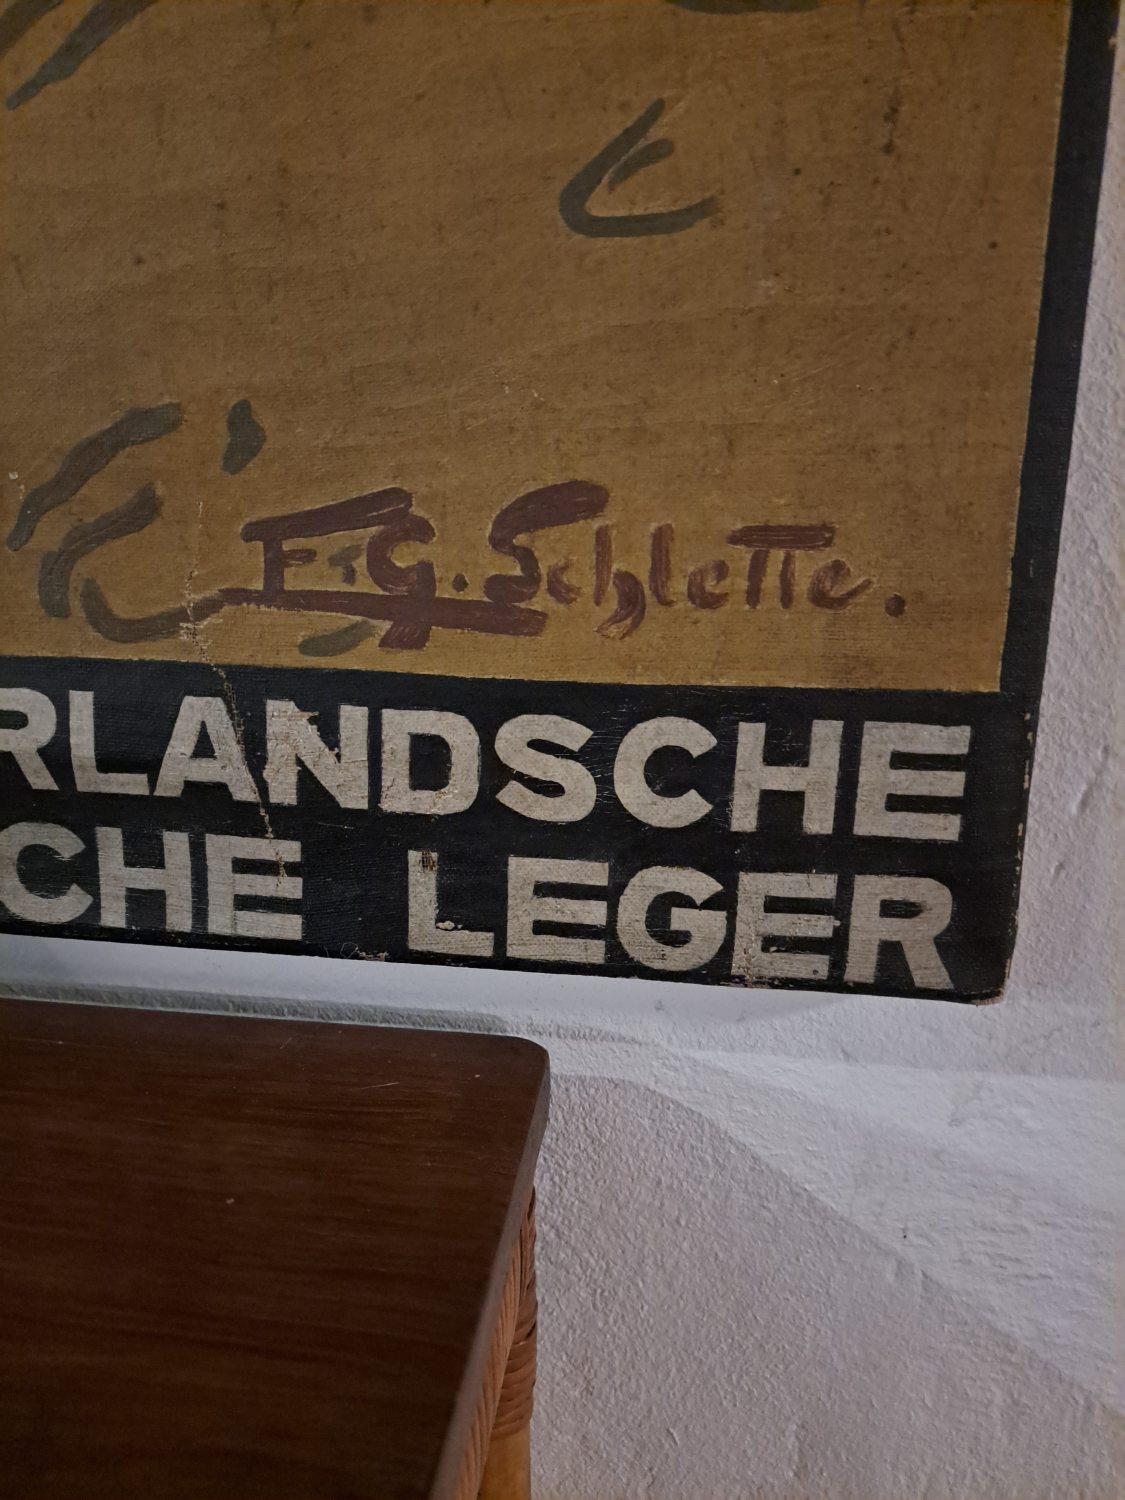 F.G. Schlette.
RLANDSCHE
CHE LEGER